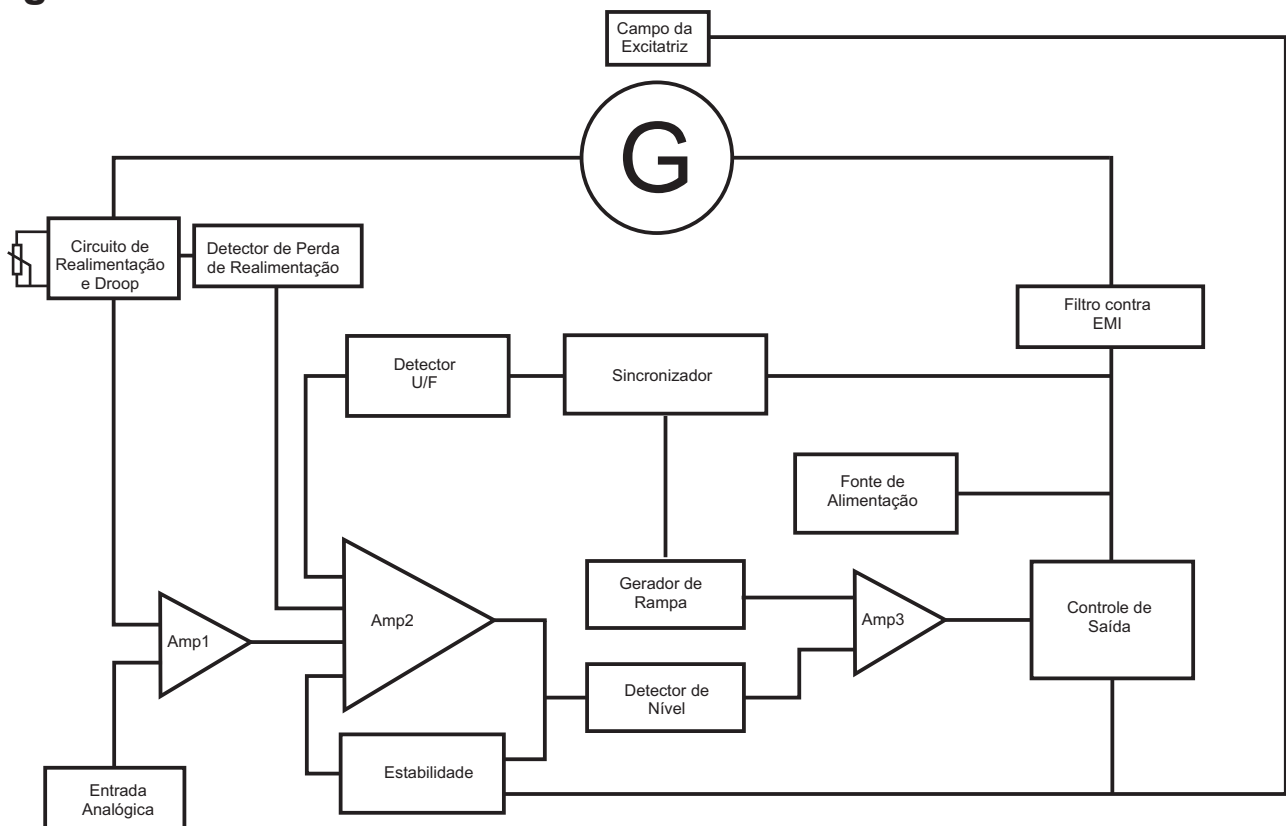 Campo da
Excitatriz
G
Circuito de
Realimentação
e Droop
Detector de Perda
de Realimentação
Filtro contra
EMI
Detector
U/F
Sincronizador
Fonte de
Alimentação
Gerador de
Rampa
Amp3
Controle de
Saída
Amp2
Amp1
Detector de
Nível
Estabilidade
Entrada
Analógica